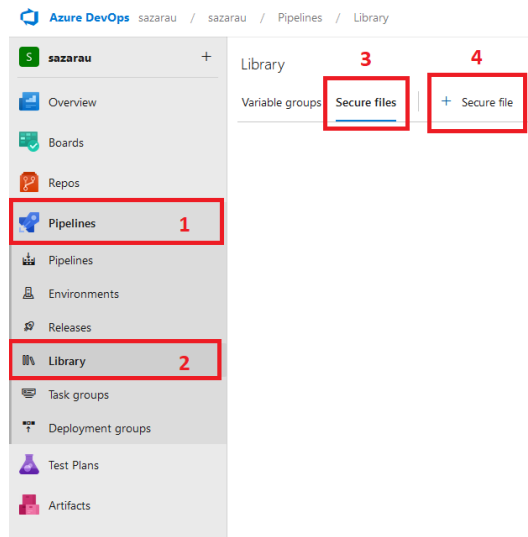 Azure DevOps sazarau / sazarau / Pipelines / Library
S sazarau +
Overview
Boards
Repos
Pipelines 1
Pipelines
Environments
Releases
Library 2
Task groups
Deployment groups
Test Plans
Artifacts
Library
3 4
Variable groups Secure files + Secure file